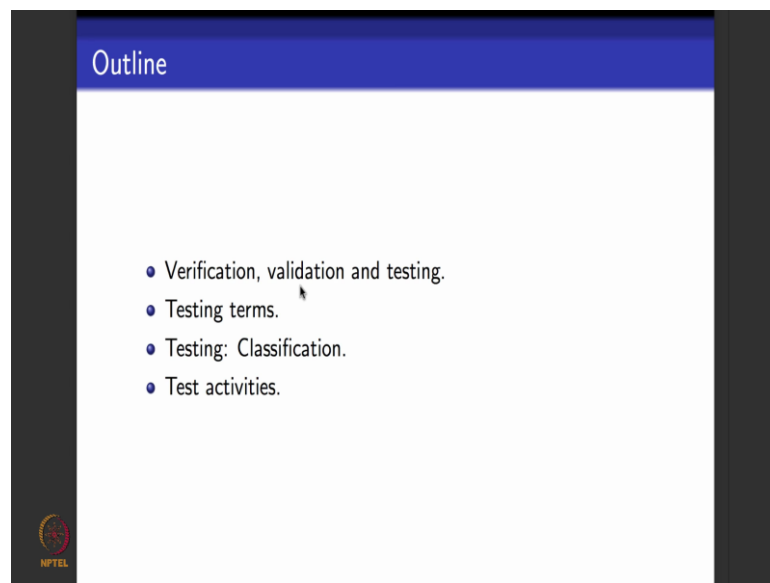 Outline
Verification, validation and testing.
Testing terms.
Testing: Classification.
Test activities.
NPTEL